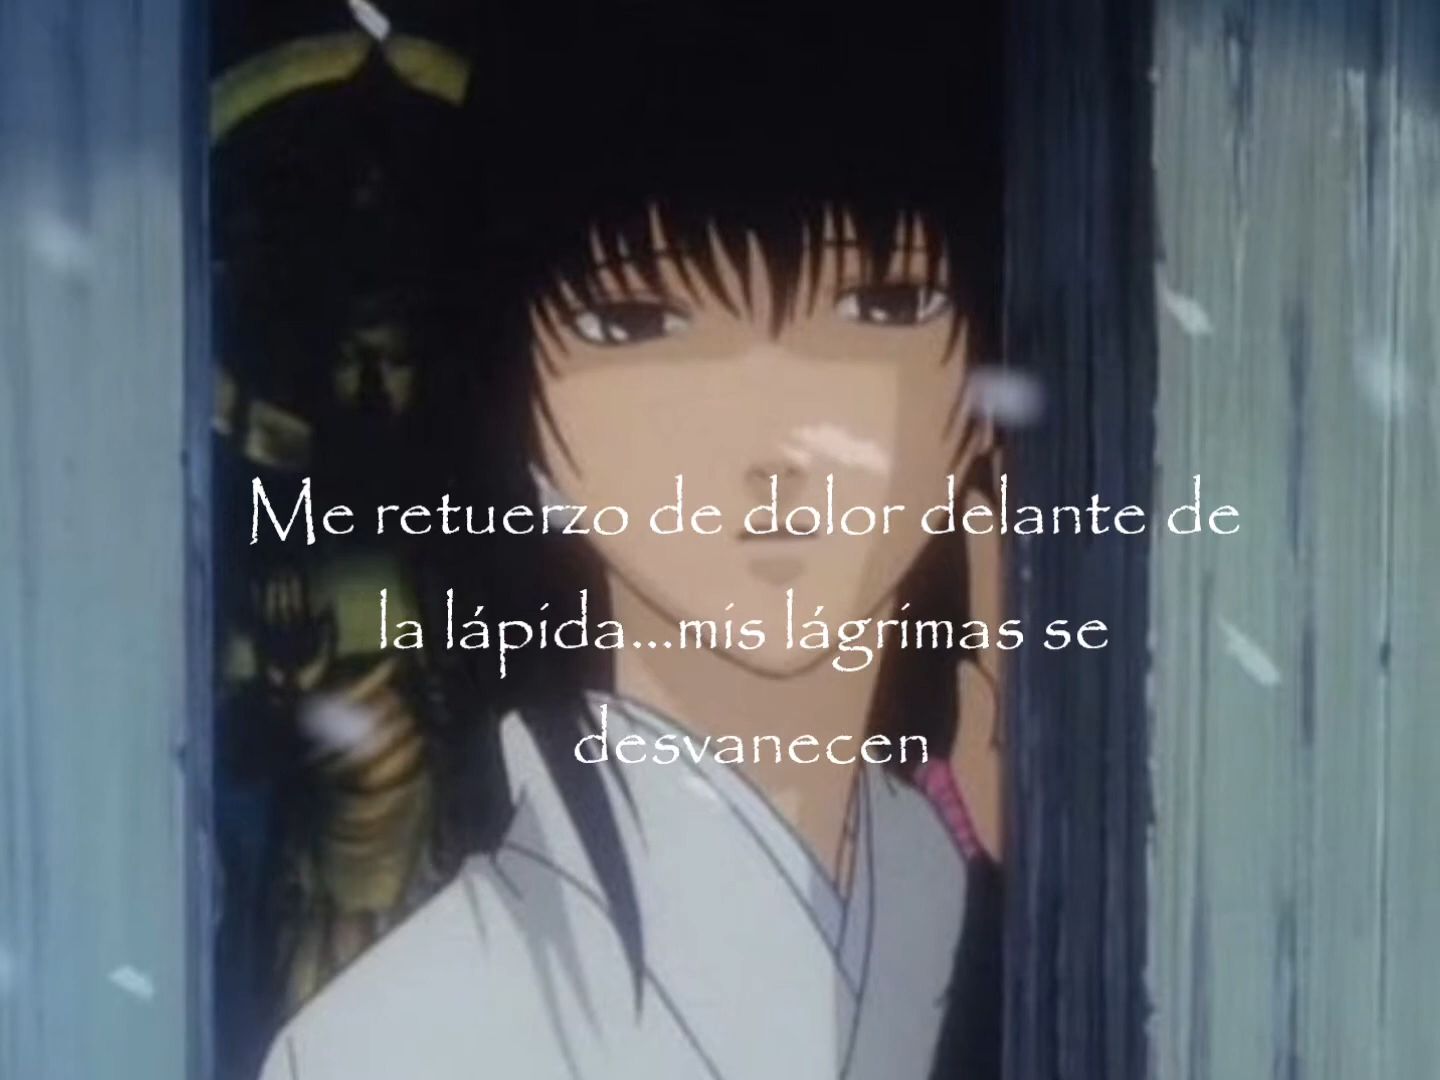 Me retuerzo de dolor delante de
la lápida...mis lágrimas se
desvanecen